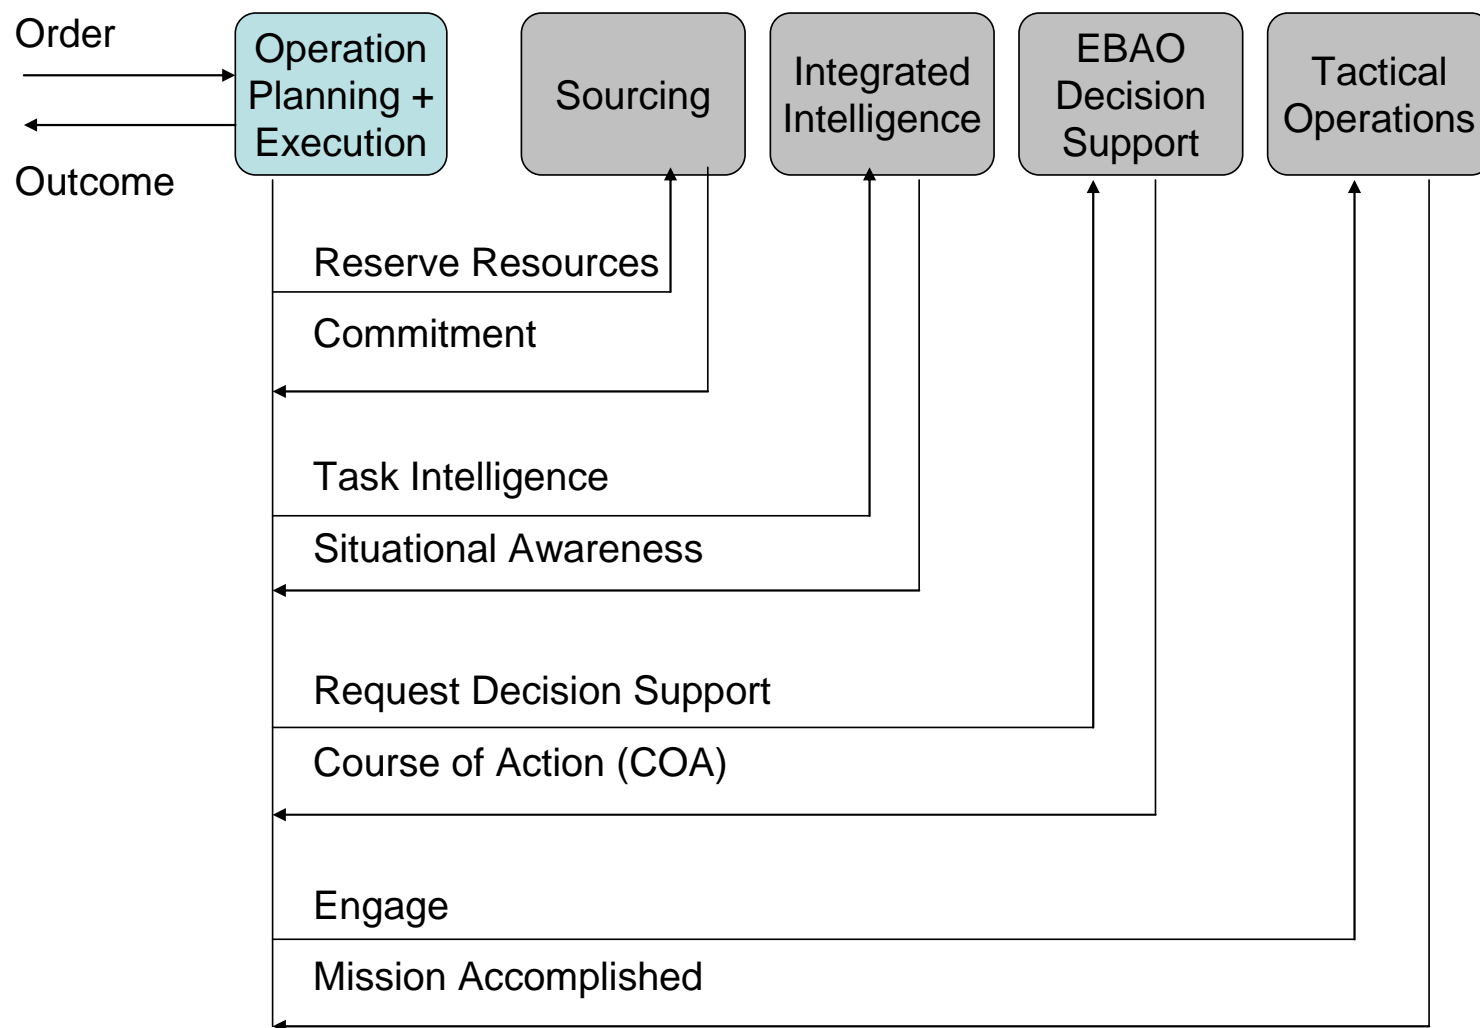 Order
Outcome
Operation
Planning +
Execution
Sourcing
Integrated
Intelligence
EBAO
Decision
Support
Tactical
Operations
Reserve Resources
Commitment
Task Intelligence
Situational Awareness
Request Decision Support
Course of Action (COA)
Engage
Mission Accomplished